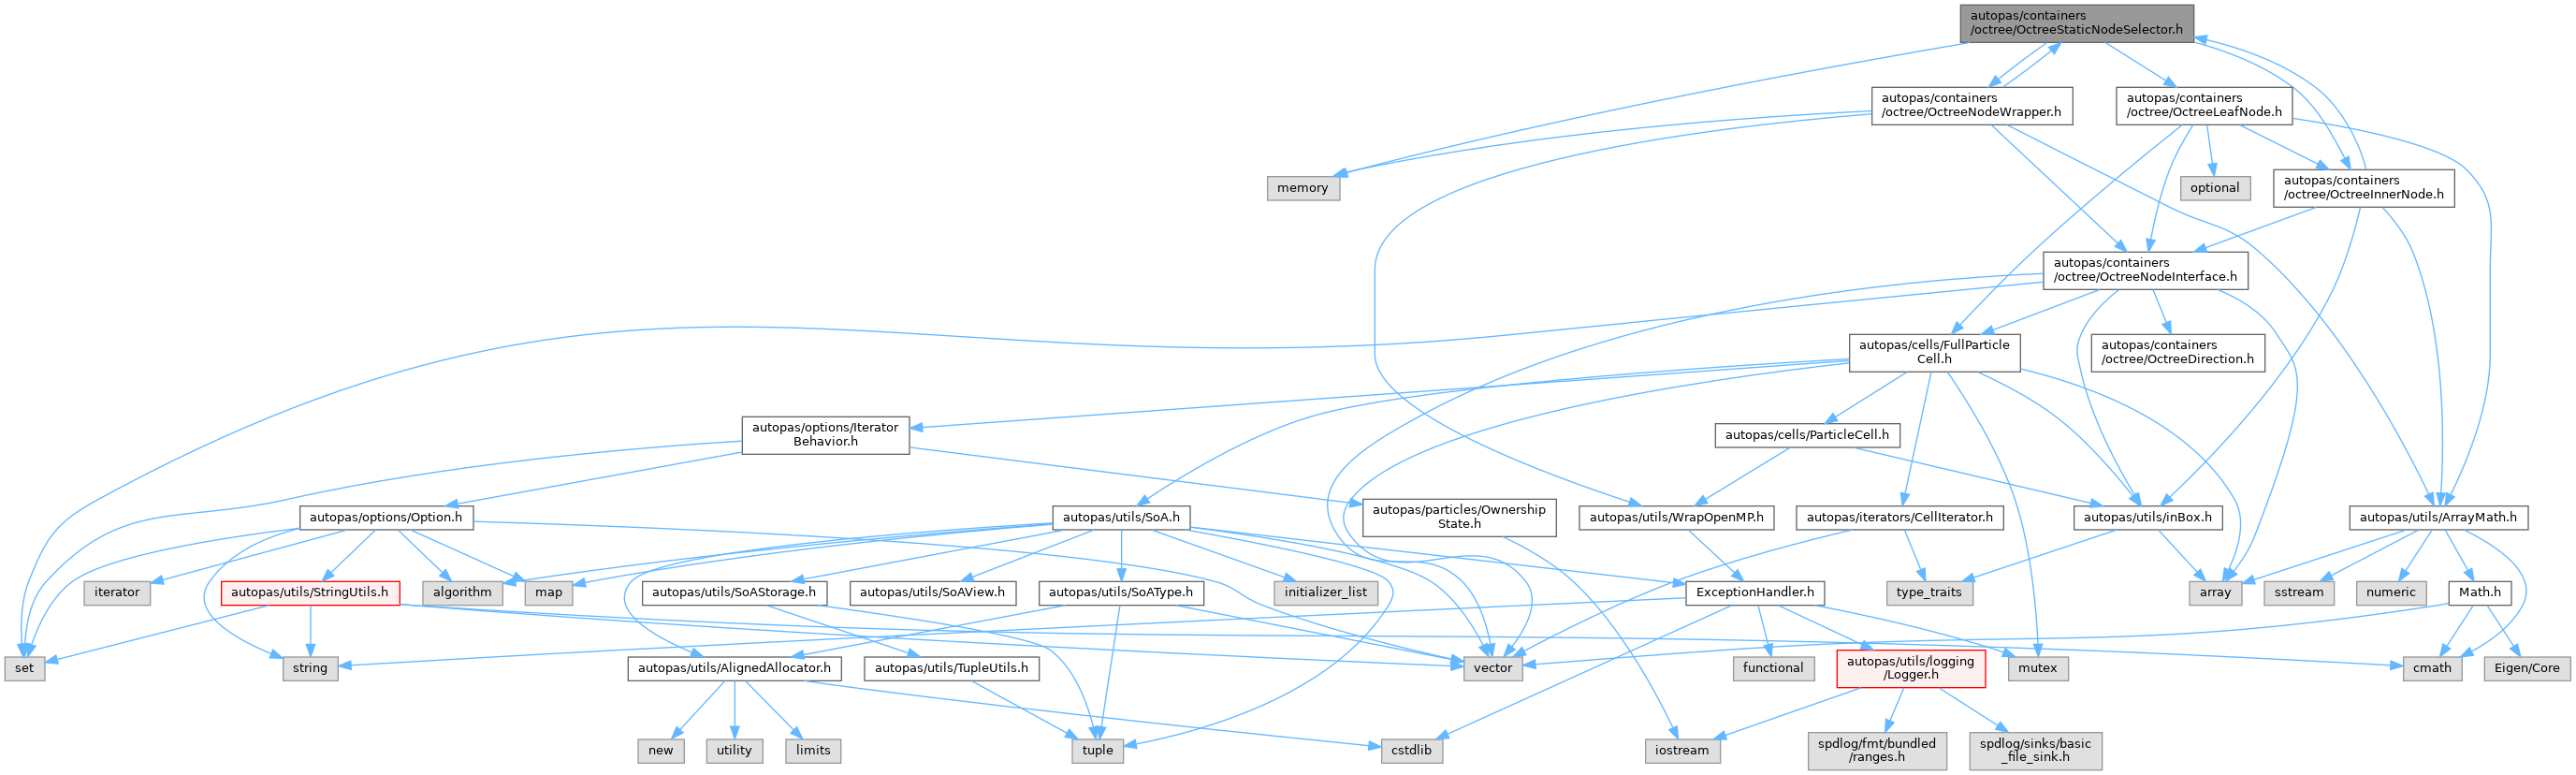 autopas/containers
/octree/OctreeStaticNodeSelector.h
autopas/containers
/octree/OctreeNodeWrapper.h
autopas/containers
/octree/OctreeLeafNode.h
memory
optional
autopas/containers
/octree/OctreeInnerNode.h
autopas/containers
/octree/OctreeNodeInterface.h
autopas/cells/FullParticle
Cell.h
autopas/containers
/octree/OctreeDirection.h
autopas/options/Iterator
Behavior.h
autopas/cells/ParticleCell.h
autopas/options/Option.h
autopas/utils/SoA.h
autopas/particles/Ownership
State.h
autopas/utils/WrapOpenMP.h
autopas/iterators/CellIterator.h
autopas/utils/inBox.h
autopas/utils/ArrayMath.h
iterator
autopas/utils/StringUtils.h
algorithm
map
autopas/utils/SoAStorage.h
autopas/utils/SoAView.h
autopas/utils/SoAType.h
initializer_list
ExceptionHandler.h
type_traits
array
sstream
numeric
Math.h
set
string
autopas/utils/AlignedAllocator.h
autopas/utils/TupleUtils.h
vector
functional
autopas/utils/logging
/Logger.h
mutex
cmath
Eigen/Core
new
utility
limits
tuple
cstdlib
iostream
spdlog/fmt/bundled
/ranges.h
spdlog/sinks/basic
_file_sink.h